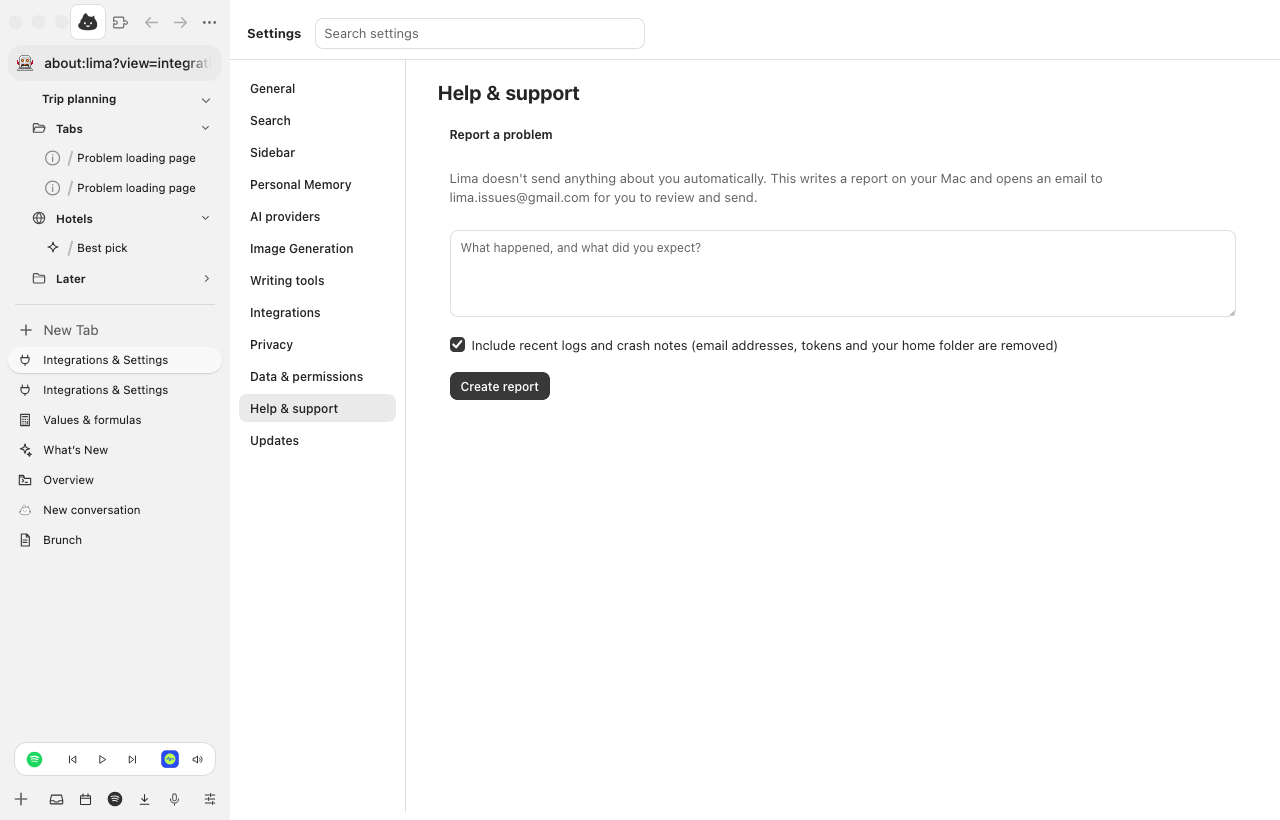 Settings
Search settings
about:lima?view=integrati
Trip planning
Tabs
/ Problem loading page
/ Problem loading page
Hotels
/ Best pick
Later
New Tab
Integrations & Settings
Integrations & Settings
Values & formulas
What's New
Overview
New conversation
Brunch
General
Search
Sidebar
Personal Memory
AI providers
Image Generation
Writing tools
Integrations
Privacy
Data & permissions
Help & support
Updates
Help & support
Report a problem
Lima doesn't send anything about you automatically. This writes a report on your Mac and opens an email to
lima.issues@gmail.com for you to review and send.
What happened, and what did you expect?
Include recent logs and crash notes (email addresses, tokens and your home folder are removed)
Create report